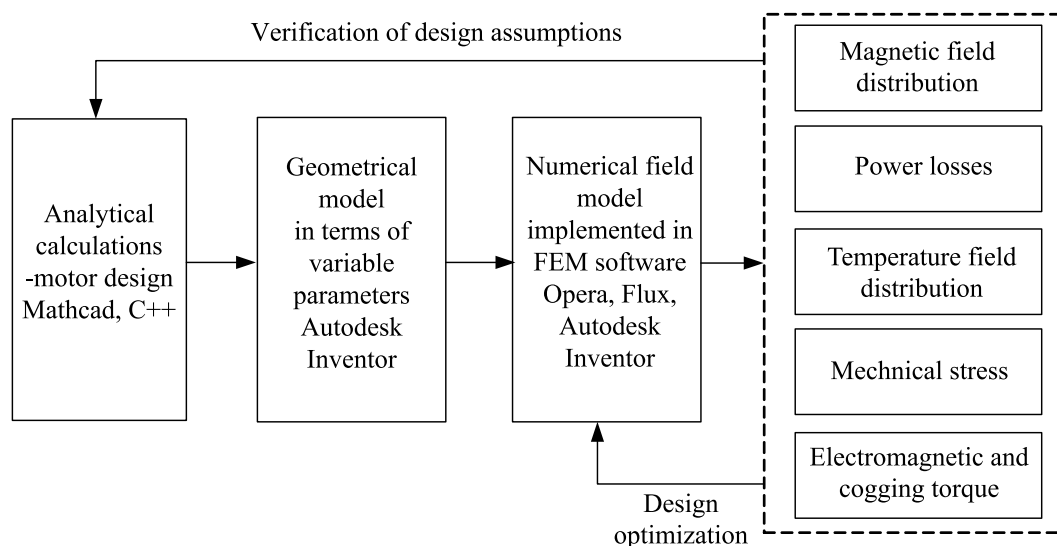 Verification of design assumptions
Analytical
calculations
-motor design
Mathcad, C++
Geometrical
model
in terms of
variable
parameters
Autodesk
Inventor
Numerical field
model
implemented in
FEM software
Opera, Flux,
Autodesk
Inventor
Magnetic field
distribution
Power losses
Temperature field
distribution
Mechnical stress
Electromagnetic and
cogging torque
Design
optimization